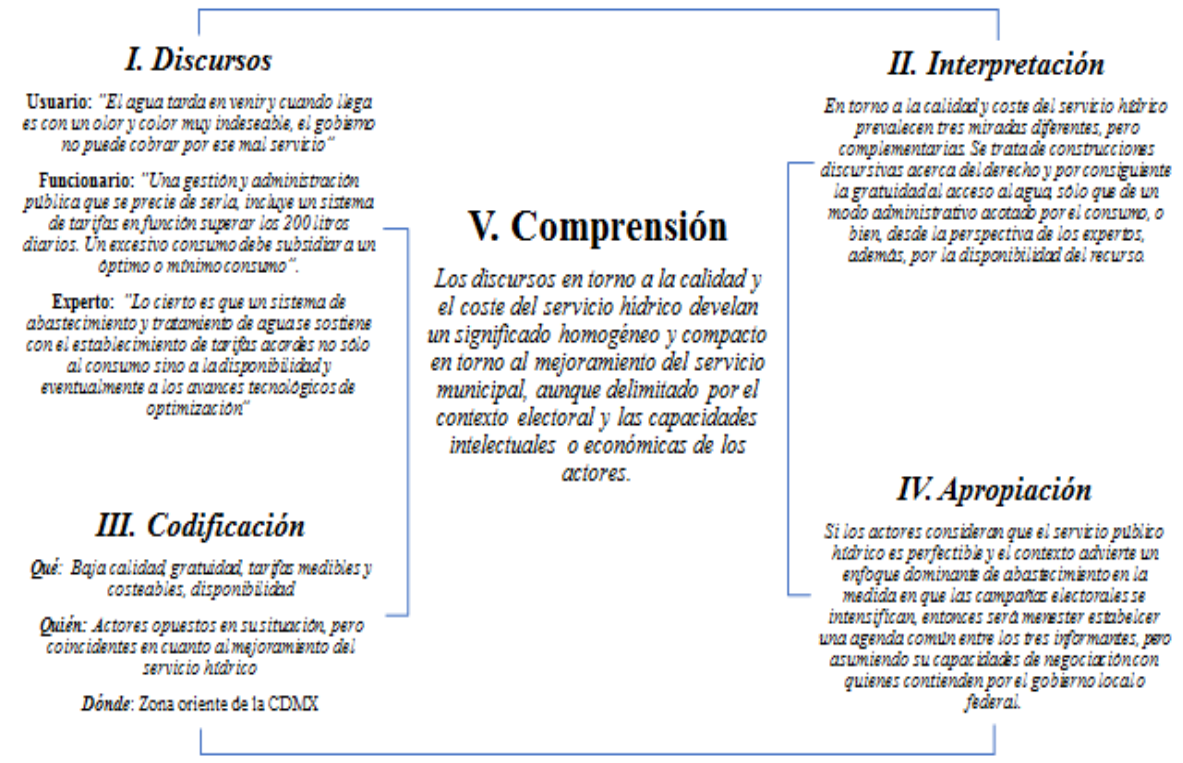 I. Discursos
Usuario: "El agua tarda en venir y cuando llega
es con un olor y color muy indeseable, el gobierno
no puede cobrar por ese mal servicio"
Funcionario: "Una gestión y administración
pública que se precie de serla, incluye un sistema
de tarifas en función superar los 200 litros
diarios. Un excesivo consumo debe subsidiar a un
óptimo o mínimo consumo".
Experto: "Lo cierto es que un sistema de
abastecimiento y tratamiento de agua se sostiene
con el establecimiento de tarifas acordes no sólo
al consumo sino a la disponibilidad y
eventualmente a los avances tecnológicos de
optimización"
II. Interpretación
En torno a la calidad y coste del servicio hídrico
prevalecen tres miradas diferentes, pero
complementarias. Se trata de construcciones
discursivas acerca del derecho y por consiguiente
la gratuidad al acceso al agua, sólo que de un
modo administrativo acotado por el consumo, o
bien, desde la perspectiva de los expertos,
además, por la disponibilidad del recurso.
III. Codificación
Qué: Baja calidad, gratuidad, tarifas medibles y
costeables, disponibilidad
Quién: Actores opuestos en su situación, pero
coincidentes en cuanto al mejoramiento del
servicio hídrico
Dónde: Zona oriente de la CDMX
IV. Apropiación
Si los actores consideran que el servicio público
hídrico es perfectible y el contexto advierte un
enfoque dominante de abastecimiento en la
medida en que las campañas electorales se
intensifican, entonces será menester estabelcer
una agenda común entre los tres informantes, pero
asumiendo su capacidades de negociación con
quienes contienden por el gobierno local o
federal.
V. Comprensión
Los discursos en torno a la calidad y
el coste del servicio hídrico develan
un significado homogéneo y compacto
en torno al mejoramiento del servicio
municipal, aunque delimitado por el
contexto electoral y las capacidades
intelectuales o económicas de los
actores.